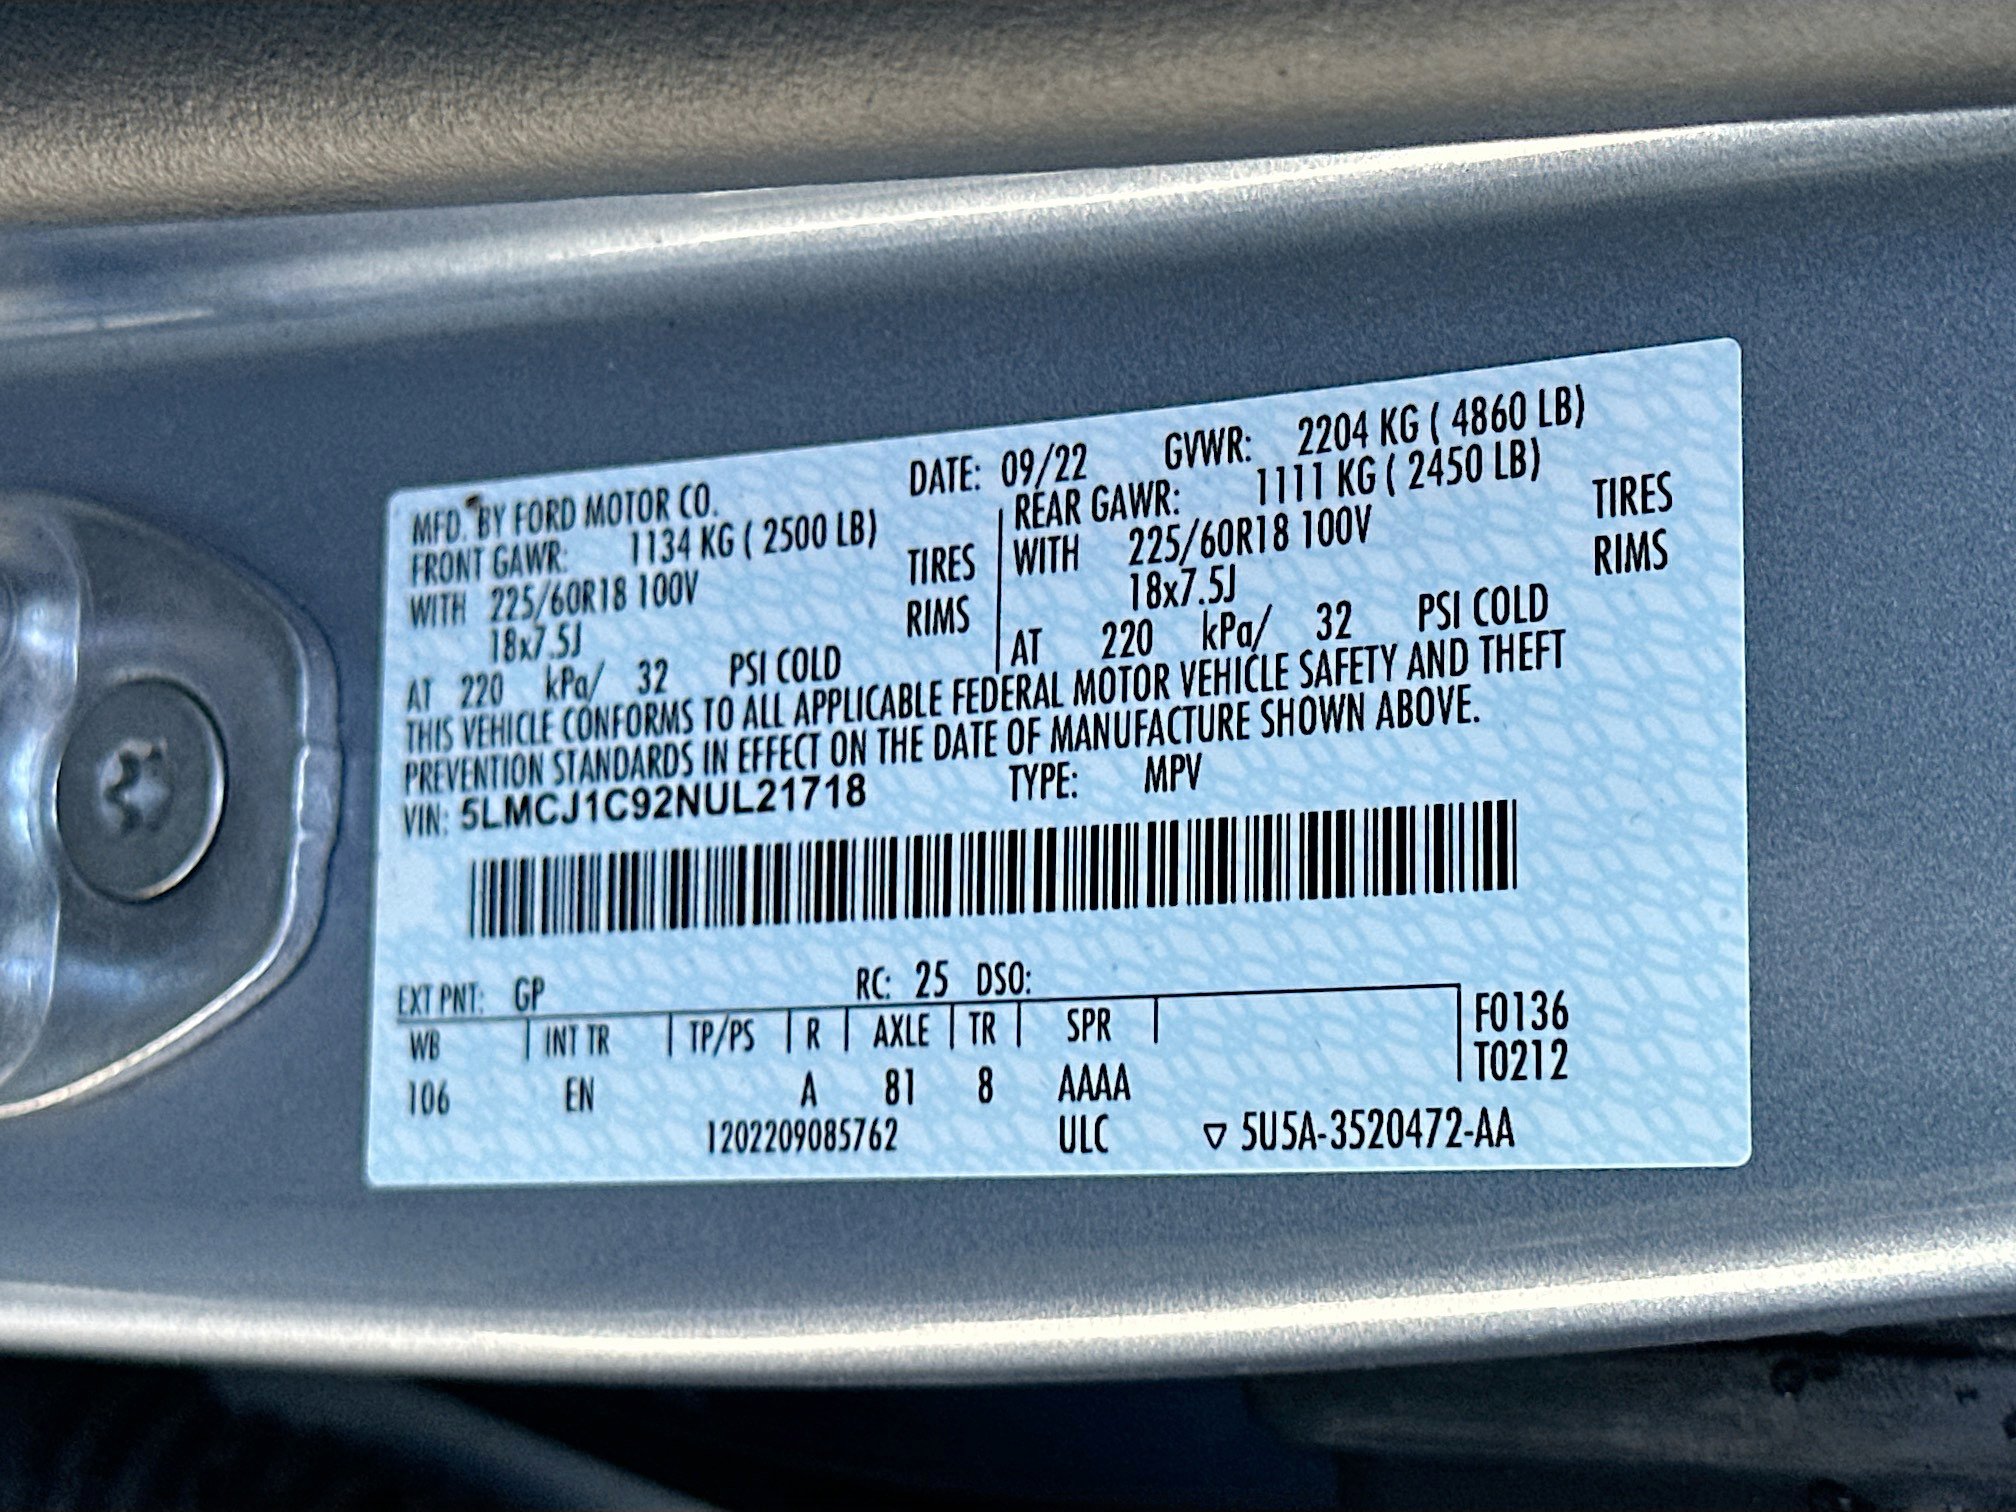 MFD. BY FORD MOTOR CO. DATE: 09/22 GVWR: 2204 KG ( 4860 LB)
FRONT GAWR: 1134 KG ( 2500 LB) REAR GAWR: 1111 KG ( 2450 LB)
WITH 225/60R18 100V TIRES WITH 225/60R18 100V TIRES
18x7.5J RIMS 18x7.5J RIMS
AT 220 kPa/ 32 PSI COLD AT 220 kPa/ 32 PSI COLD
THIS VEHICLE CONFORMS TO ALL APPLICABLE FEDERAL MOTOR VEHICLE SAFETY AND THEFT
PREVENTION STANDARDS IN EFFECT ON THE DATE OF MANUFACTURE SHOWN ABOVE.
VIN: 5LMCJ1C92NUL21718 TYPE: MPV
EXT PNT: GP RC: 25 DSO:
WB INT TR TP/PS R AXLE TR SPR F0136
T0212
106 EN A 81 8 AAAA
1202209085762 ULC ▽ 5U5A-3520472-AA